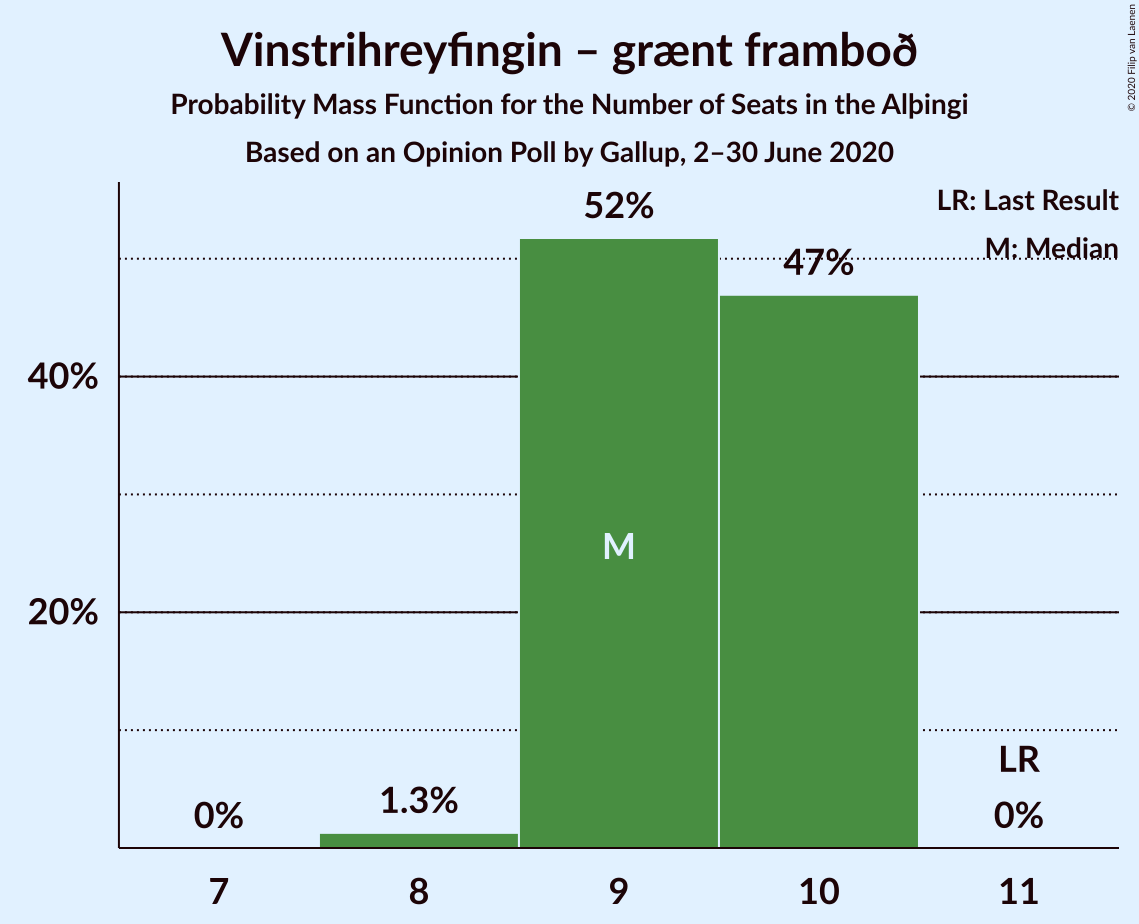 Vinstrihreyfingin – grænt framboð
Probability Mass Function for the Number of Seats in the Alþingi
Based on an Opinion Poll by Gallup, 2–30 June 2020
© 2020 Filip van Laenen
LR: Last Result
M: Median
52%
47%
40%
M
20%
LR
0%
1.3%
0%
7
8
9
10
11